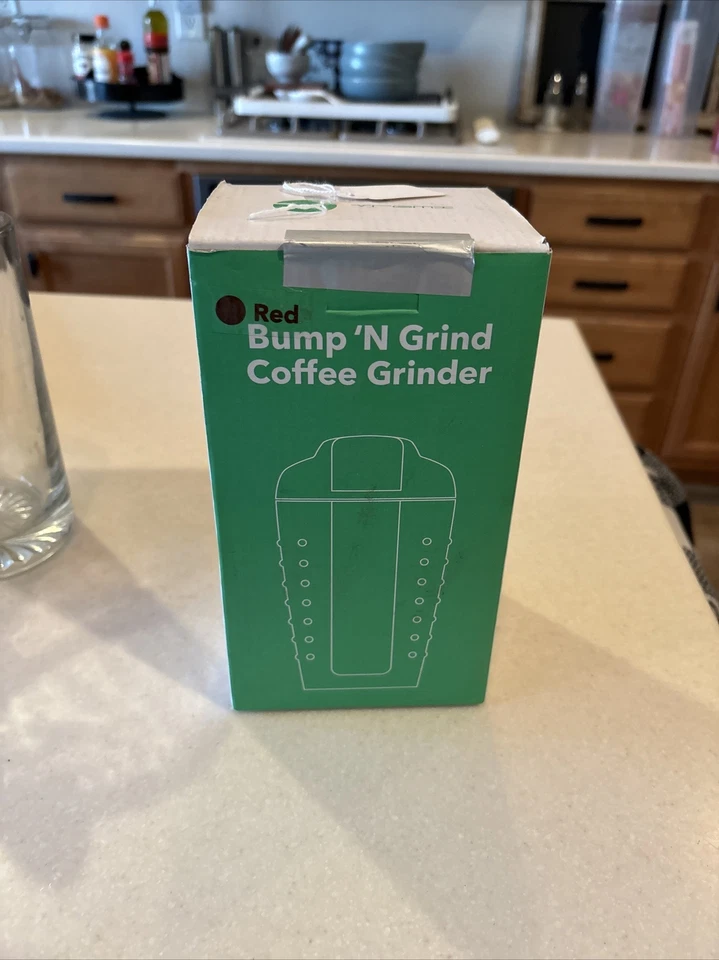 Red
Bump ’N Grind
Coffee Grinder